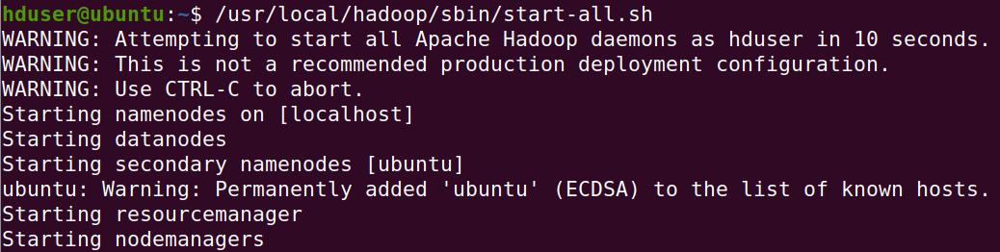 hduser@ubuntu:~$ /usr/local/hadoop/sbin/start-all.sh
WARNING: Attempting to start all Apache Hadoop daemons as hduser in 10 seconds.
WARNING: This is not a recommended production deployment configuration.
WARNING: Use CTRL-C to abort.
Starting namenodes on [localhost]
Starting datanodes
Starting secondary namenodes [ubuntu]
ubuntu: Warning: Permanently added 'ubuntu' (ECDSA) to the list of known hosts.
Starting resourcemanager
Starting nodemanagers